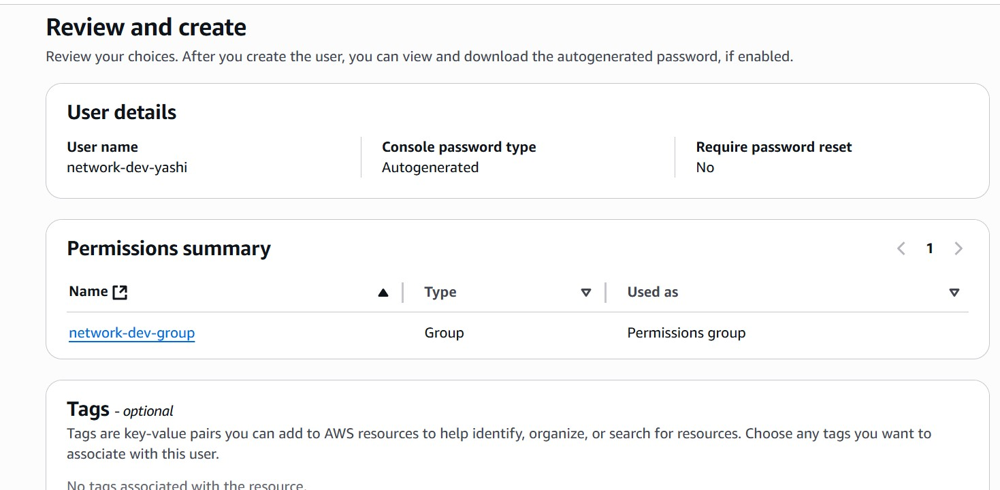 Review and create
Review your choices. After you create the user, you can view and download the autogenerated password, if enabled.
User details
User name
network-dev-yashi
Console password type
Autogenerated
Require password reset
No
Permissions summary
1
Name
Type
Used as
network-dev-group
Group
Permissions group
Tags - optional
Tags are key-value pairs you can add to AWS resources to help identify, organize, or search for resources. Choose any tags you want to
associate with this user.
No tags associated with the resource.